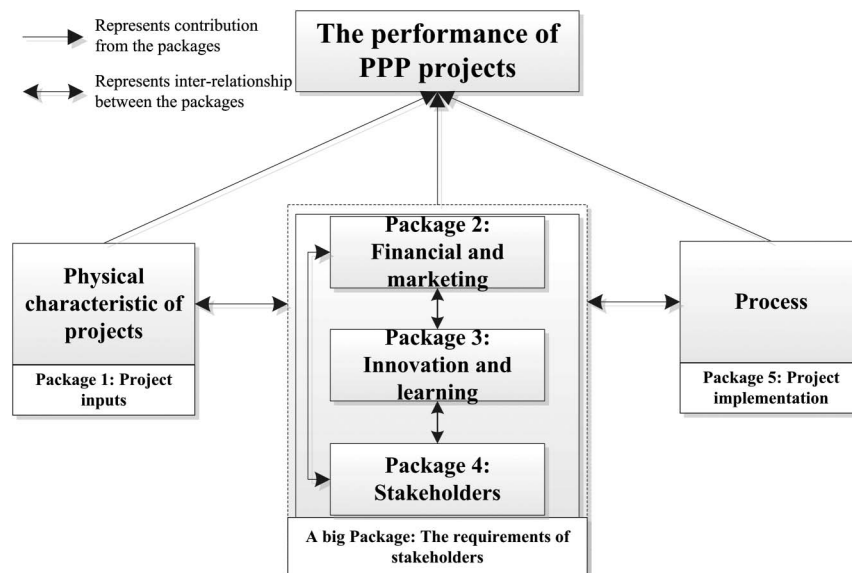 Represents contribution
from the packages
Represents inter-relationship
between the packages
The performance of
PPP projects
Physical
characteristic of
projects
Package 1: Project
inputs
Package 2:
Financial and
marketing
Package 3:
Innovation and
learning
Package 4:
Stakeholders
A big Package: The requirements of
stakeholders
Process
Package 5: Project
implementation